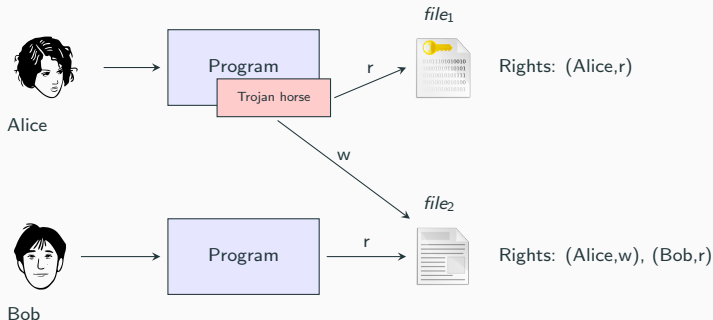 file₁
Program
r
Rights: (Alice,r)
Trojan horse
Alice
w
file₂
Program
r
Rights: (Alice,w), (Bob,r)
Bob